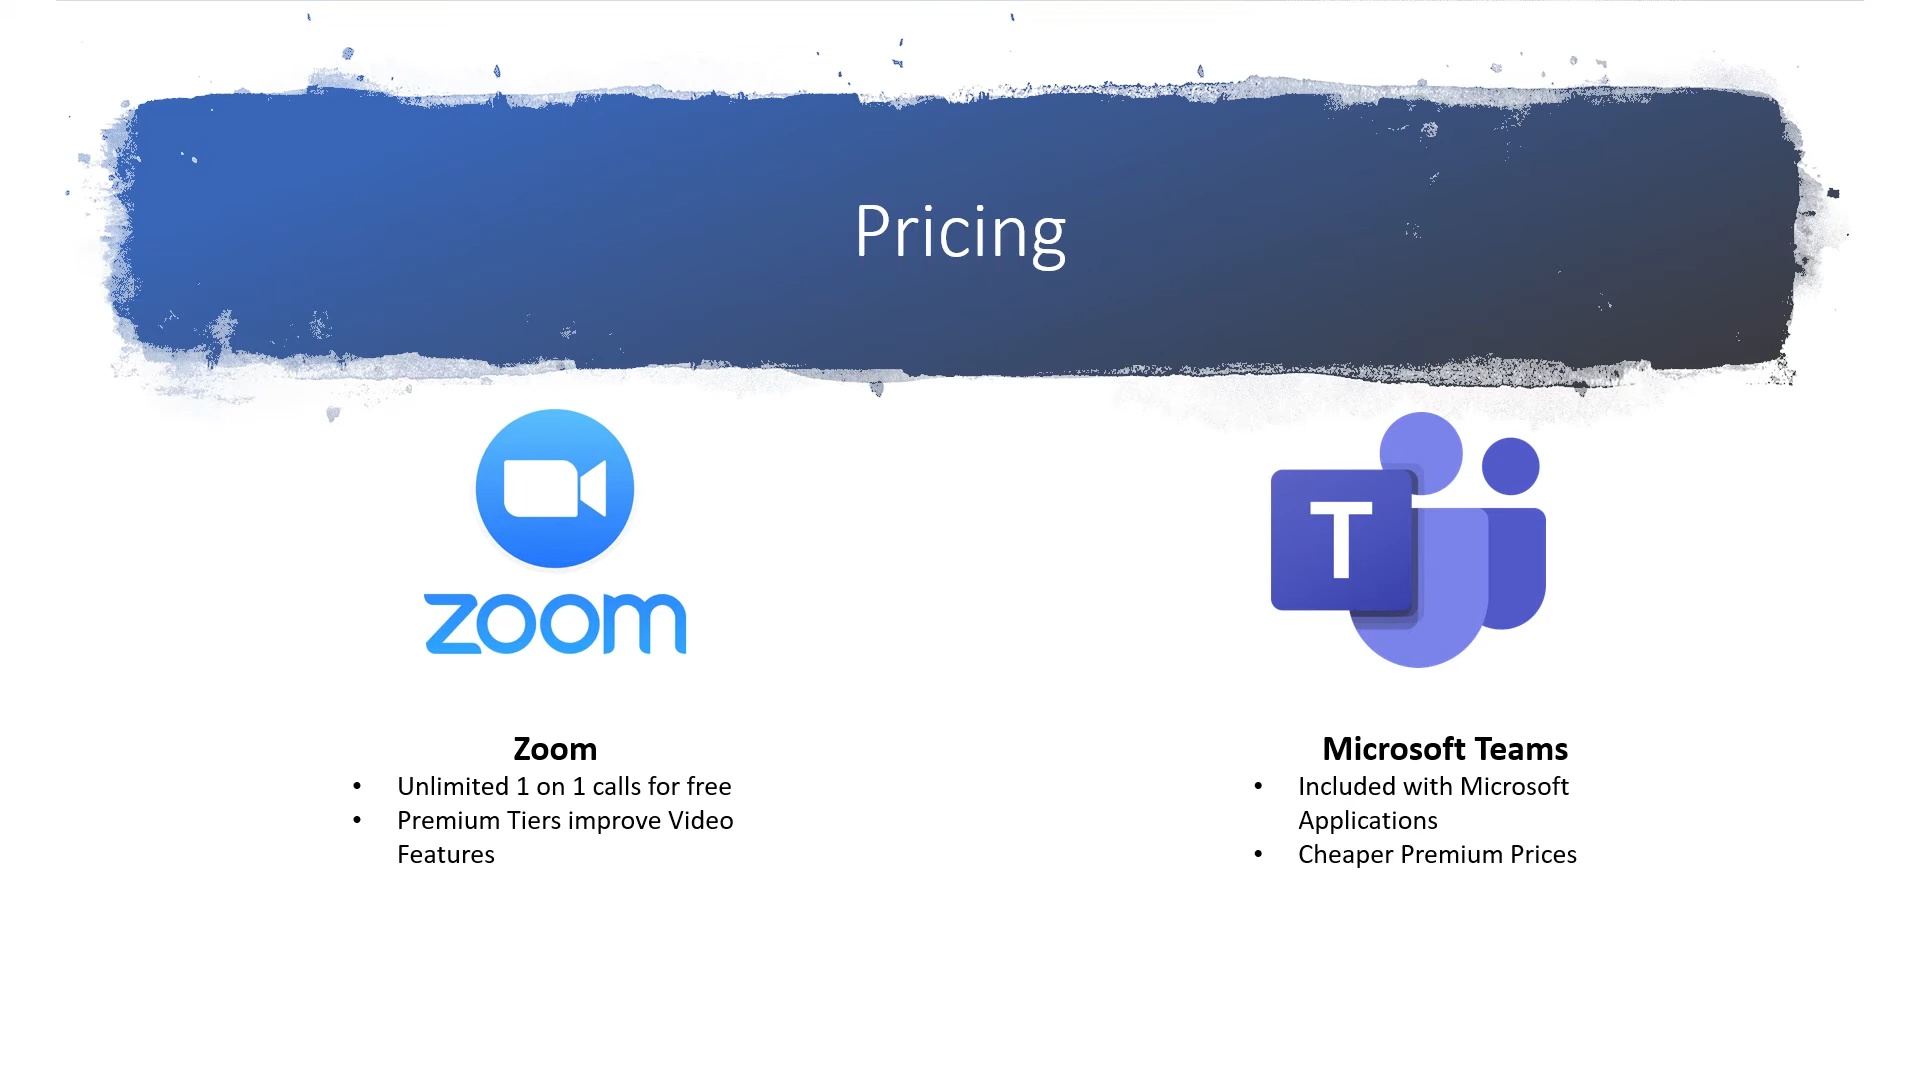 Pricing
zoom
T
Zoom
• Unlimited 1 on 1 calls for free
• Premium Tiers improve Video
Features
Microsoft Teams
• Included with Microsoft
Applications
• Cheaper Premium Prices